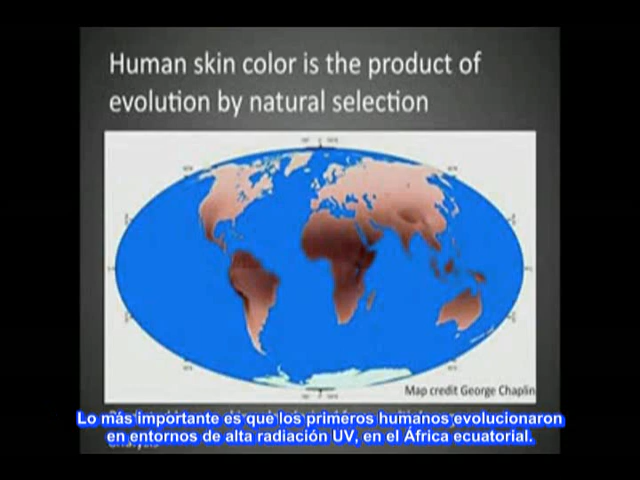 Human skin color is the product of
evolution by natural selection
Map credit George Chaplin
Lo más importante es que los primeros humanos evolucionaron
en entornos de alta radiación UV, en el África ecuatorial.